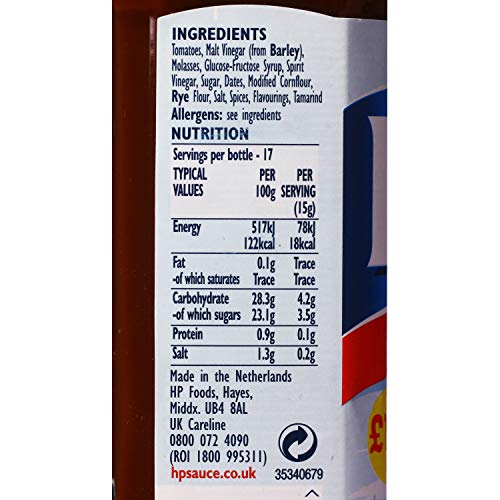 INGREDIENTS
Tomatoes, Malt Vinegar (from Barley),
Molasses, Glucose-Fructose Syrup, Spirit
Vinegar, Sugar, Dates, Modified Cornflour,
Rye Flour, Salt, Spices, Flavourings, Tamarind
Allergens: see ingredients
NUTRITION
Servings per bottle - 17
TYPICAL PER PER
VALUES 100g SERVING
(15g)
Energy 517kJ 78kJ
122kcal 18kcal
Fat 0.1g Trace
-of which saturates Trace Trace
Carbohydrate 28.3g 4.2g
-of which sugars 23.1g 3.5g
Protein 0.9g 0.1g
Salt 1.3g 0.2g
Made in the Netherlands
HP Foods, Hayes,
Middx. UB4 8AL
UK Careline
0800 072 4090
(ROI 1800 995311)
hpsauce.co.uk
35340679
£